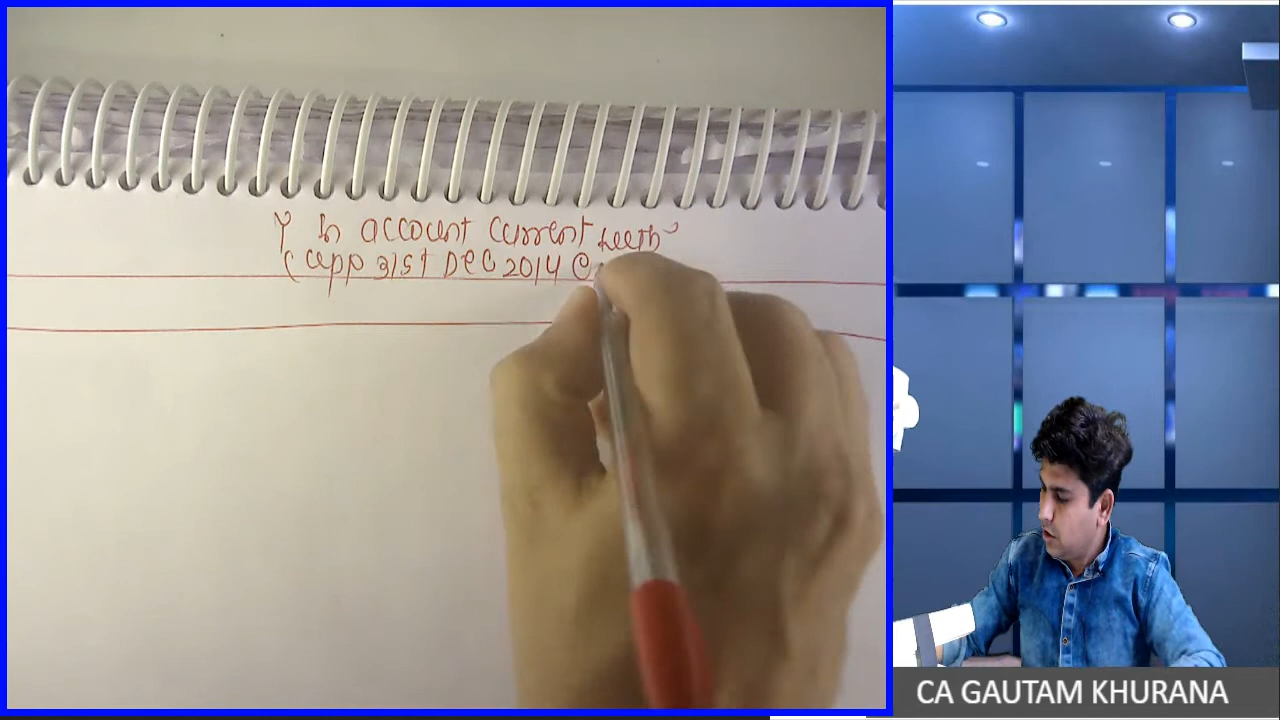 Y In account current with
( upp 31st Dec 2014 @
CA GAUTAM KHURANA